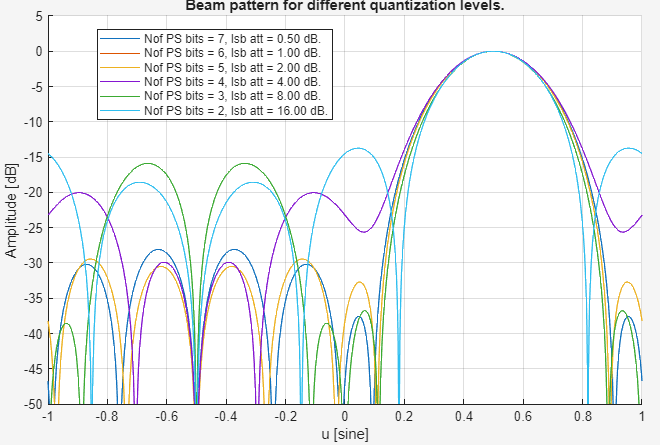 Beam pattern for different quantization levels.
5
0
-5
-10
-15
-20
-25
-30
-35
-40
45
-50
Amplitude [dB]
Nof PS bits = 7, lsb att = 0.50 dB.
Nof PS bits = 6, lsb att = 1.00 dB.
Nof PS bits = 5, lsb att = 2.00 dB.
Nof PS bits = 4, lsb att = 4.00 dB.
Nof PS bits = 3, lsb att = 8.00 dB.
Nof PS bits = 2, lsb att = 16.00 dB.
-1 -0.8 -0.6 -0.4 -0.2 0 0.2 0.4 0.6 0.8 1
u [sine]